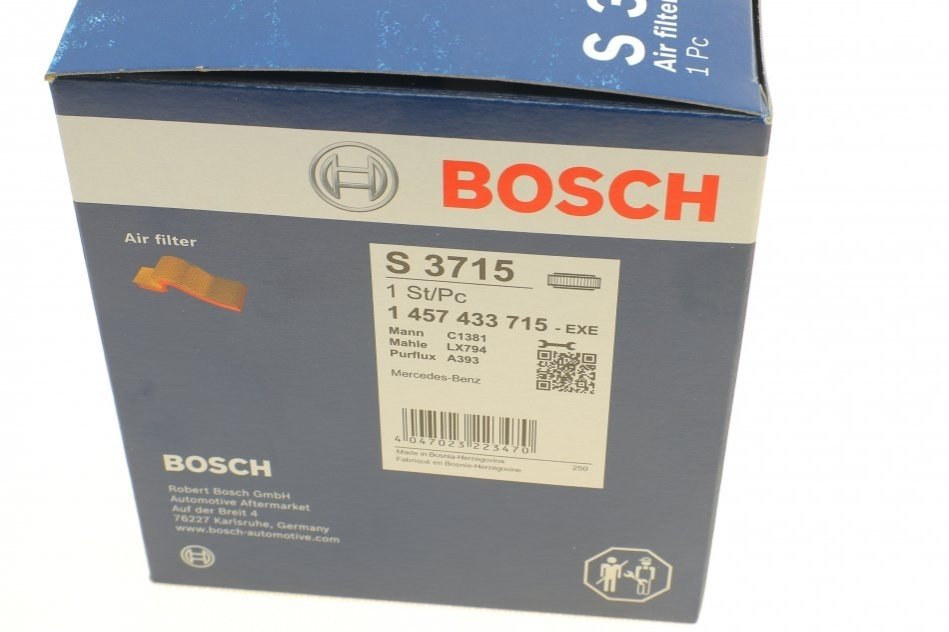 S 3
Air filter
1 Pc
BOSCH
Air filter
S 3715
1 St/Pc
1 457 433 715 - EXE
Mann C1381
Mahle LX794
Purflux A393
Mercedes-Benz
4 047023 223470
Made in Bosnia-Herzegovina
Fabriqué en Bosnie-Herzégovine
250
BOSCH
Robert Bosch GmbH
Automotive Aftermarket
Auf der Breit 4
76227 Karlsruhe, Germany
www.bosch-automotive.com